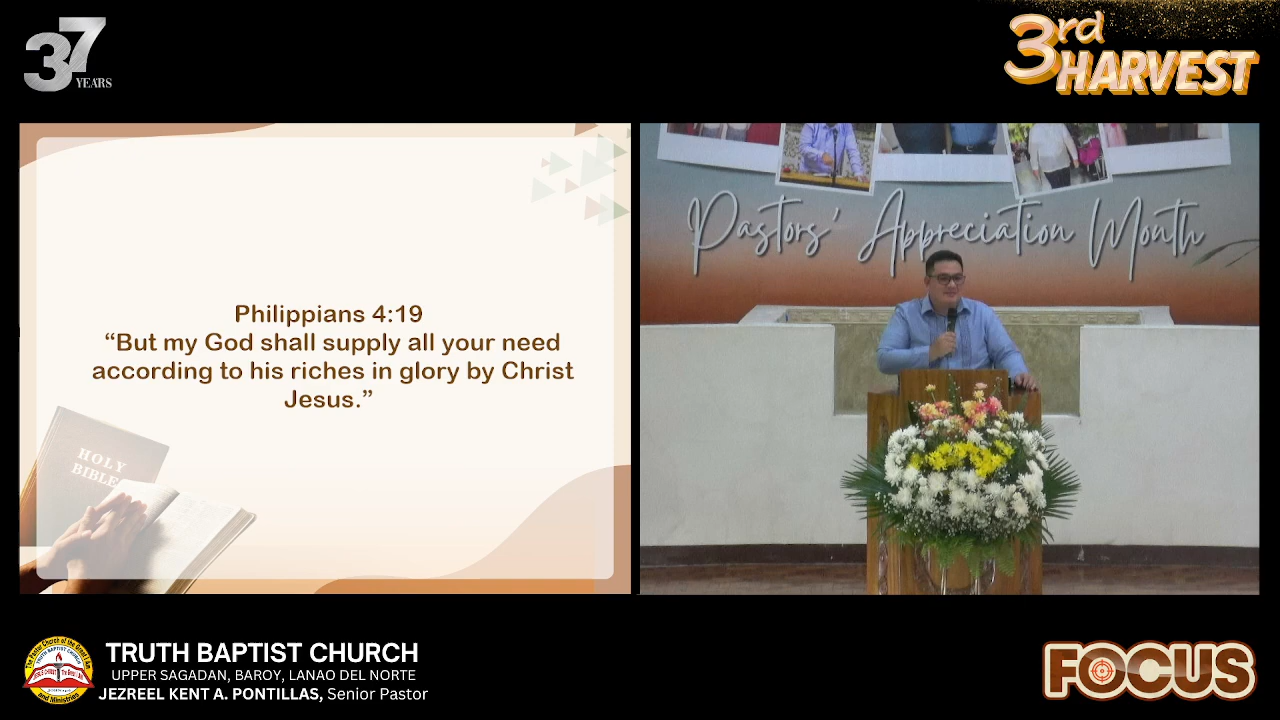 37
YEARS
3rd
HARVEST
Philippians 4:19
“But my God shall supply all your need
according to his riches in glory by Christ
Jesus.”
HOLY
BIBLE
Pastors' Appreciation Month
TRUTH BAPTIST CHURCH
UPPER SAGADAN, BAROY, LANAO DEL NORTE
JEZREEL KENT A. PONTILLAS, Senior Pastor
FOCUS